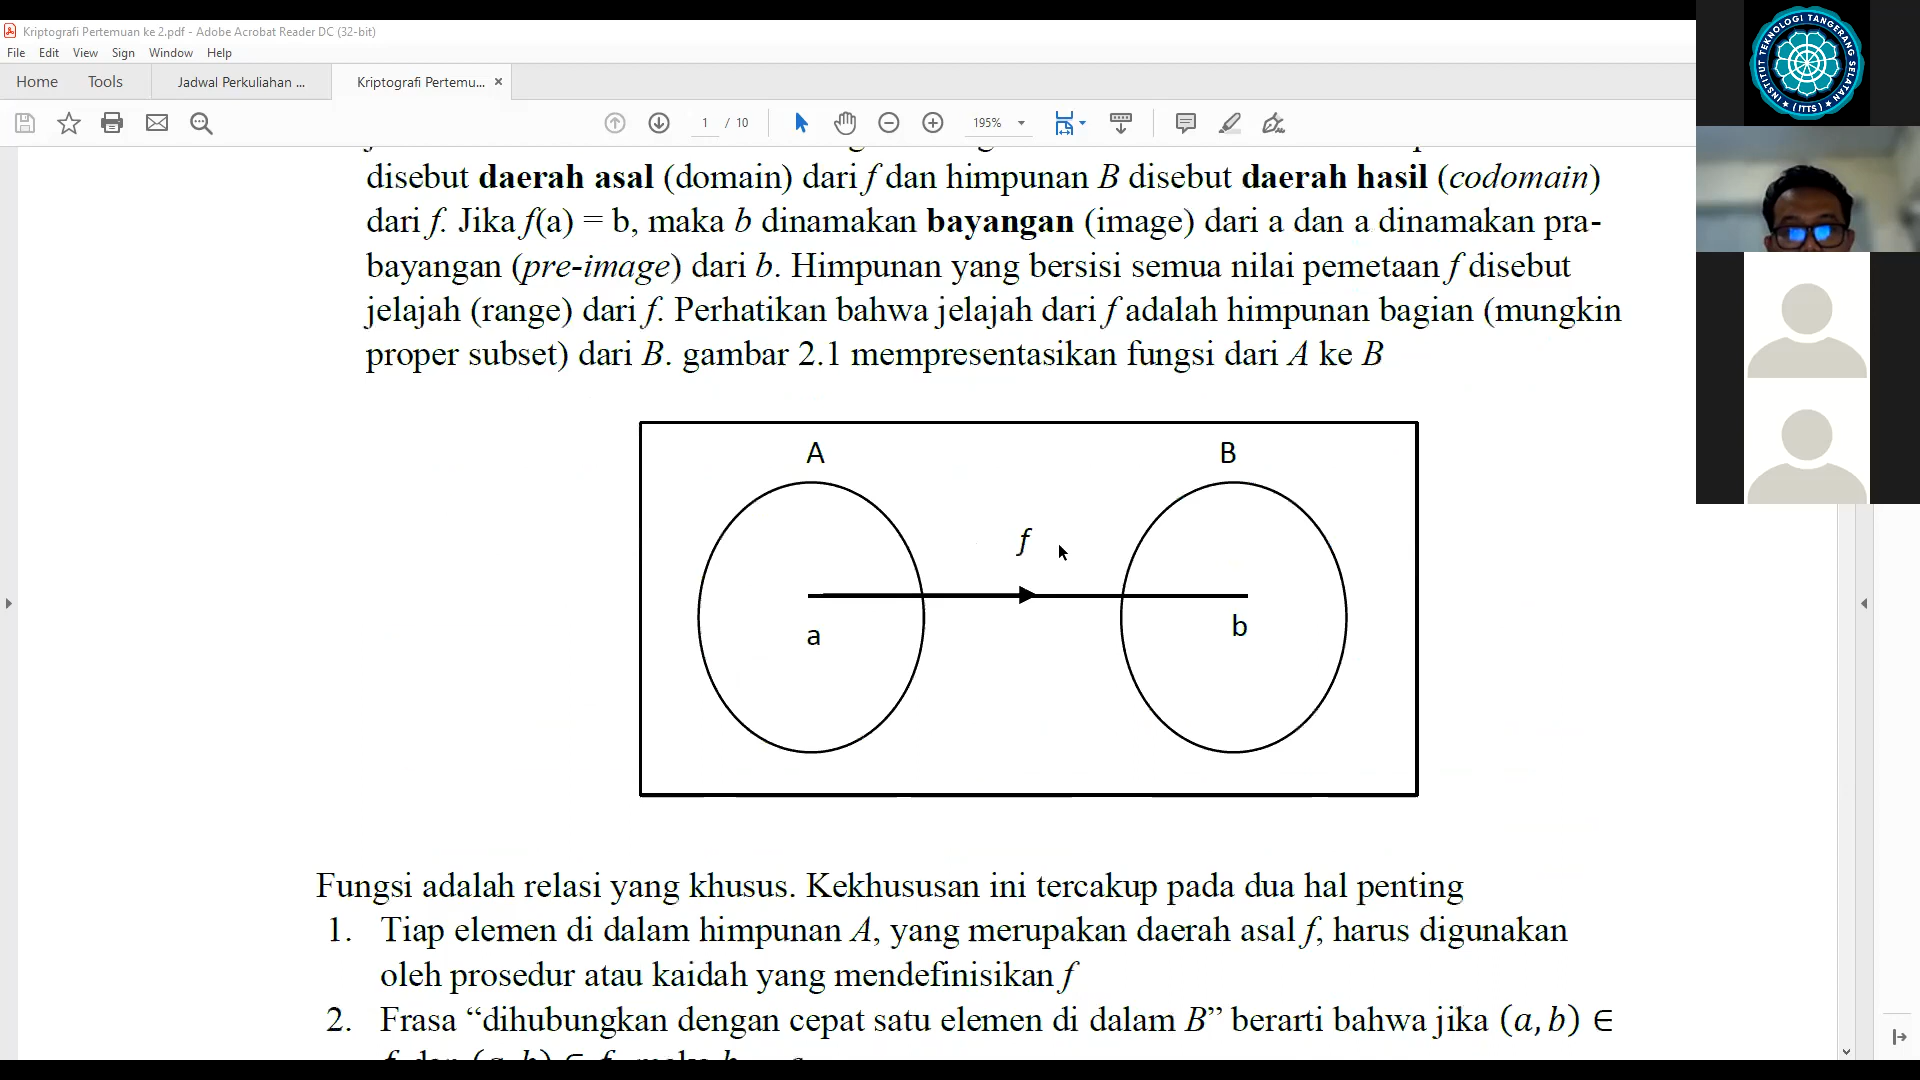 Kriptografi Pertemuan ke 2.pdf - Adobe Acrobat Reader DC (32-bit)
File Edit View Sign Window Help
Home Tools Jadwal Perkuliahan ... Kriptografi Pertemu... ×
1 / 10 195%
disebut daerah asal (domain) dari f dan himpunan B disebut daerah hasil (codomain)
dari f. Jika f(a) = b, maka b dinamakan bayangan (image) dari a dan a dinamakan pra-
bayangan (pre-image) dari b. Himpunan yang bersisi semua nilai pemetaan f disebut
jelajah (range) dari f. Perhatikan bahwa jelajah dari f adalah himpunan bagian (mungkin
proper subset) dari B. gambar 2.1 mempresentasikan fungsi dari A ke B
A B
f
a b
Fungsi adalah relasi yang khusus. Kekhususan ini tercakup pada dua hal penting
1. Tiap elemen di dalam himpunan A, yang merupakan daerah asal f, harus digunakan
oleh prosedur atau kaidah yang mendefinisikan f
2. Frasa “dihubungkan dengan cepat satu elemen di dalam B” berarti bahwa jika (a, b) ∈
INSTITUT TEKNOLOGI TANGERANG SELATAN
(ITTS)